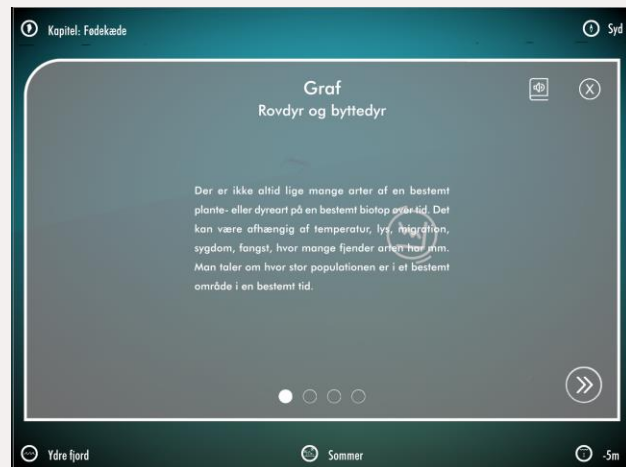 Kapitel: Fødekæde
Syd
Graf
Rovdyr og byttedyr
Der er ikke altid lige mange arter af en bestemt
plante- eller dyreart på en bestemt biotop over tid. Det
kan være afhængig af temperatur, lys, migration,
sygdom, fangst, hvor mange fjender arten har mm.
Man taler om hvor stor populationen er i et bestemt
område i en bestemt tid.
Ydre fjord
Sommer
-5m